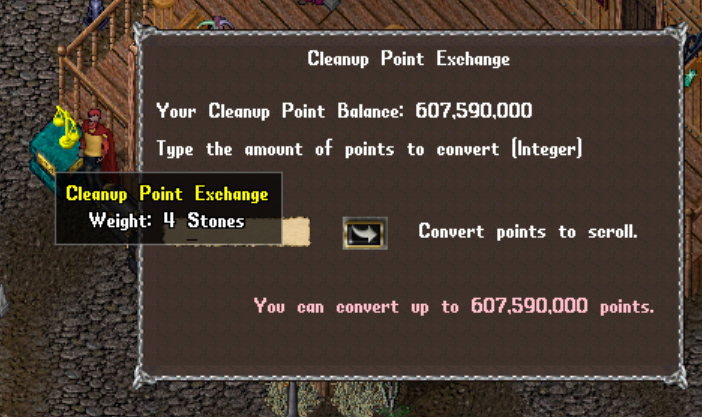 Cleanup Point Exchange
Your Cleanup Point Balance: 607,590,000
Type the amount of points to convert (Integer)
Cleanup Point Exchange
Weight: 4 Stones
Convert points to scroll.
You can convert up to 607,590,000 points.